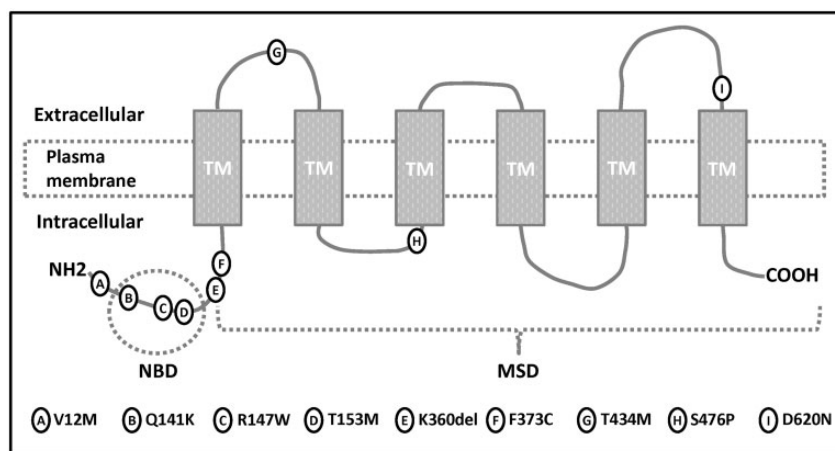 G
I
Extracellular
TM TM TM TM TM TM
Plasma
membrane
Intracellular
H
F
NH2
A
E
COOH
B
C
D
NBD
MSD
A V12M B Q141K C R147W D T153M E K360del F F373C G T434M H S476P I D620N